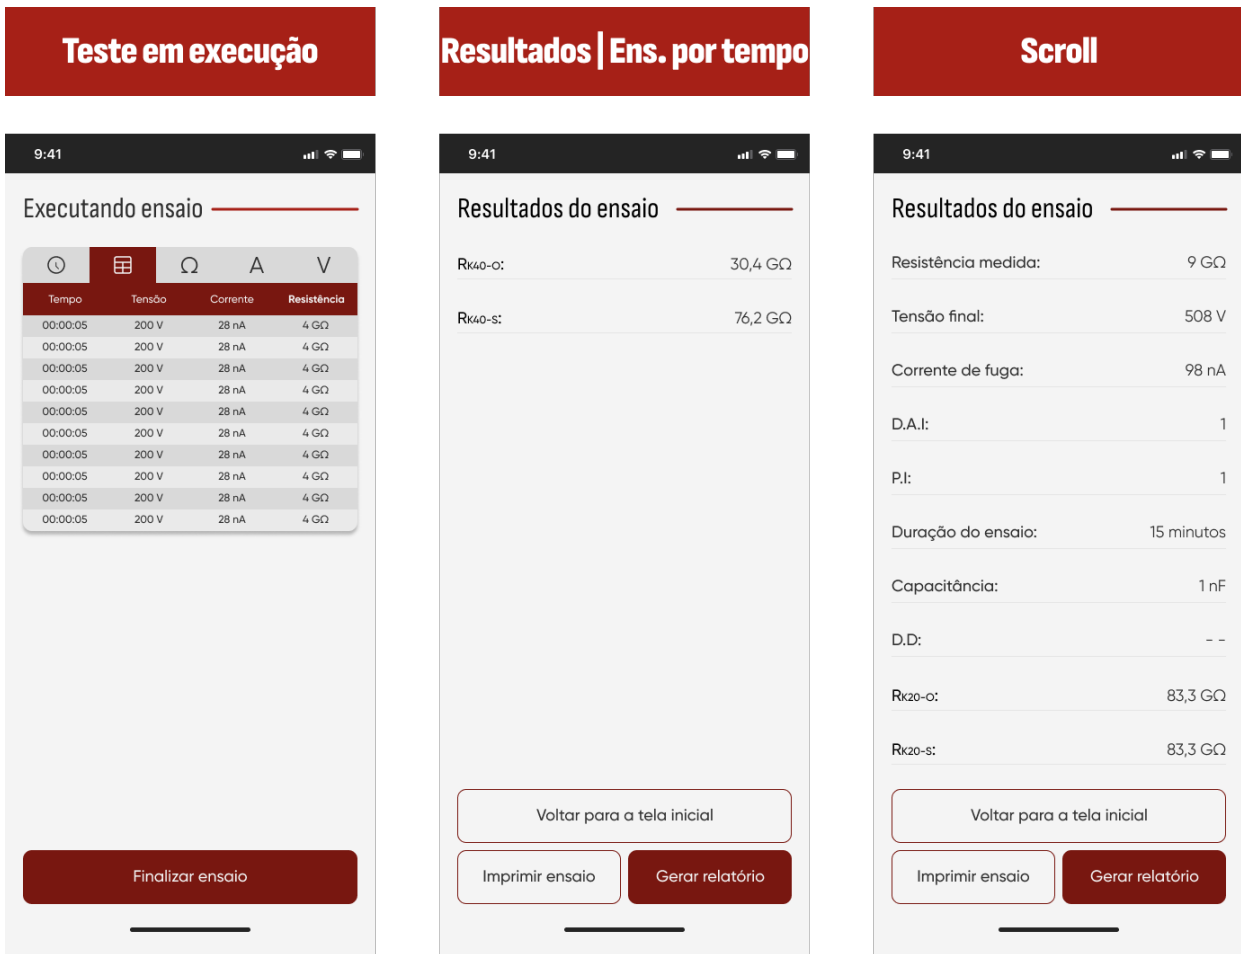 Teste em execução
9:41
Executando ensaio
Ω A V
Tempo Tensão Corrente Resistência
00:00:05 200 V 28 nA 4 GΩ
00:00:05 200 V 28 nA 4 GΩ
00:00:05 200 V 28 nA 4 GΩ
00:00:05 200 V 28 nA 4 GΩ
00:00:05 200 V 28 nA 4 GΩ
00:00:05 200 V 28 nA 4 GΩ
00:00:05 200 V 28 nA 4 GΩ
00:00:05 200 V 28 nA 4 GΩ
00:00:05 200 V 28 nA 4 GΩ
00:00:05 200 V 28 nA 4 GΩ
Finalizar ensaio
Resultados | Ens. por tempo
9:41
Resultados do ensaio
RK40-O: 30,4 GΩ
RK40-S: 76,2 GΩ
Voltar para a tela inicial
Imprimir ensaio Gerar relatório
Scroll
9:41
Resultados do ensaio
Resistência medida: 9 GΩ
Tensão final: 508 V
Corrente de fuga: 98 nA
D.A.I: 1
P.I: 1
Duração do ensaio: 15 minutos
Capacitância: 1 nF
D.D: - -
RK20-O: 83,3 GΩ
RK20-S: 83,3 GΩ
Voltar para a tela inicial
Imprimir ensaio Gerar relatório